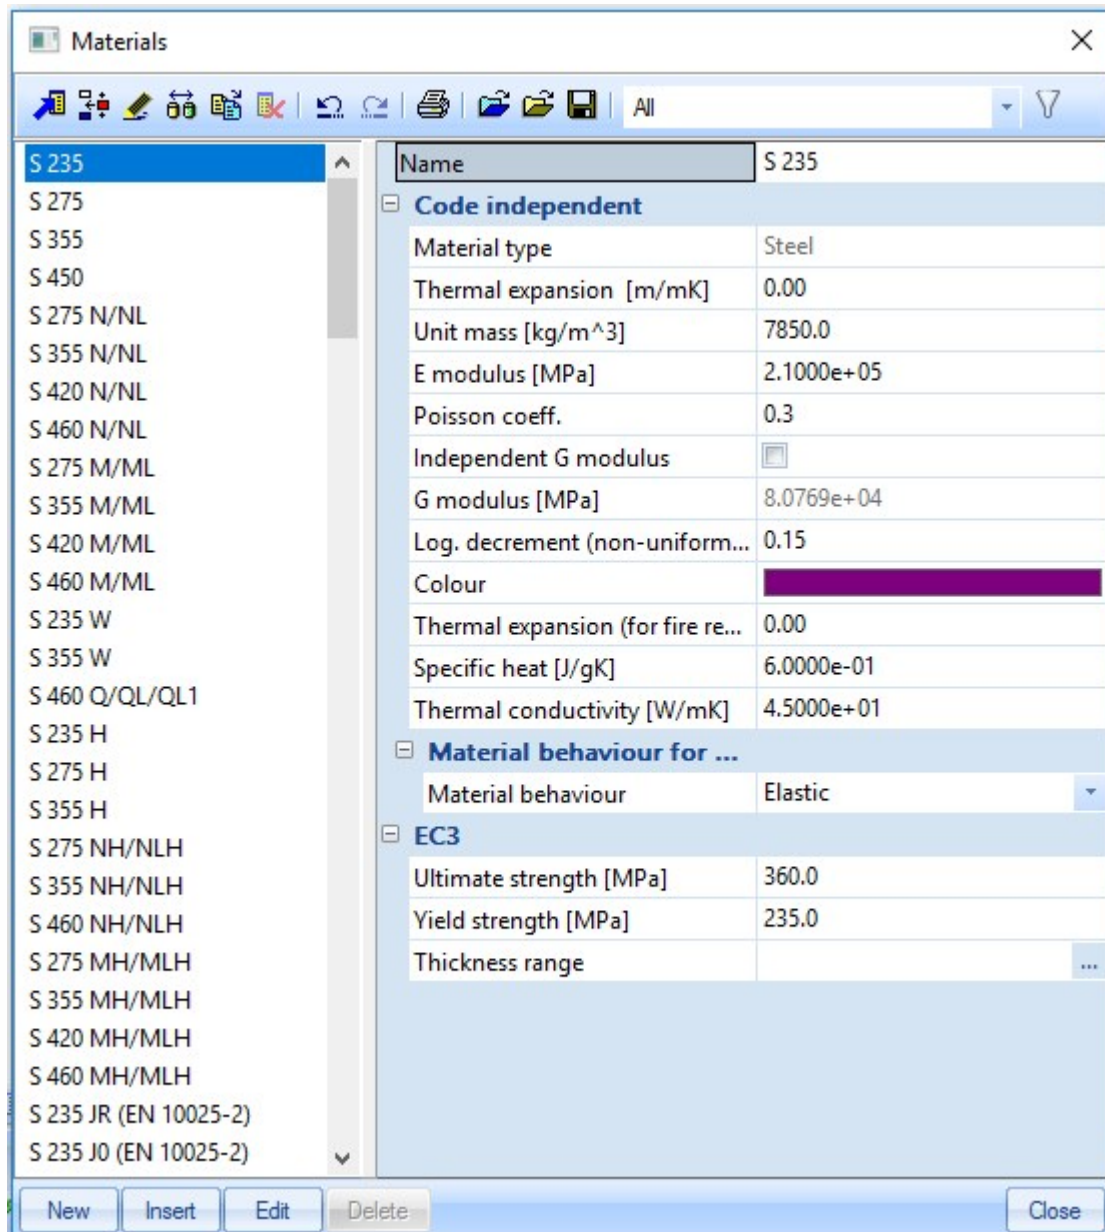 Materials
All
S 235
S 275
S 355
S 450
S 275 N/NL
S 355 N/NL
S 420 N/NL
S 460 N/NL
S 275 M/ML
S 355 M/ML
S 420 M/ML
S 460 M/ML
S 235 W
S 355 W
S 460 Q/QL/QL1
S 235 H
S 275 H
S 355 H
S 275 NH/NLH
S 355 NH/NLH
S 460 NH/NLH
S 275 MH/MLH
S 355 MH/MLH
S 420 MH/MLH
S 460 MH/MLH
S 235 JR (EN 10025-2)
S 235 J0 (EN 10025-2)
Name S 235
Code independent
Material type Steel
Thermal expansion [m/mK] 0.00
Unit mass [kg/m^3] 7850.0
E modulus [MPa] 2.1000e+05
Poisson coeff. 0.3
Independent G modulus
G modulus [MPa] 8.0769e+04
Log. decrement (non-uniform... 0.15
Colour
Thermal expansion (for fire re... 0.00
Specific heat [J/gK] 6.0000e-01
Thermal conductivity [W/mK] 4.5000e+01
Material behaviour for ...
Material behaviour Elastic
EC3
Ultimate strength [MPa] 360.0
Yield strength [MPa] 235.0
Thickness range ...
New Insert Edit Delete Close